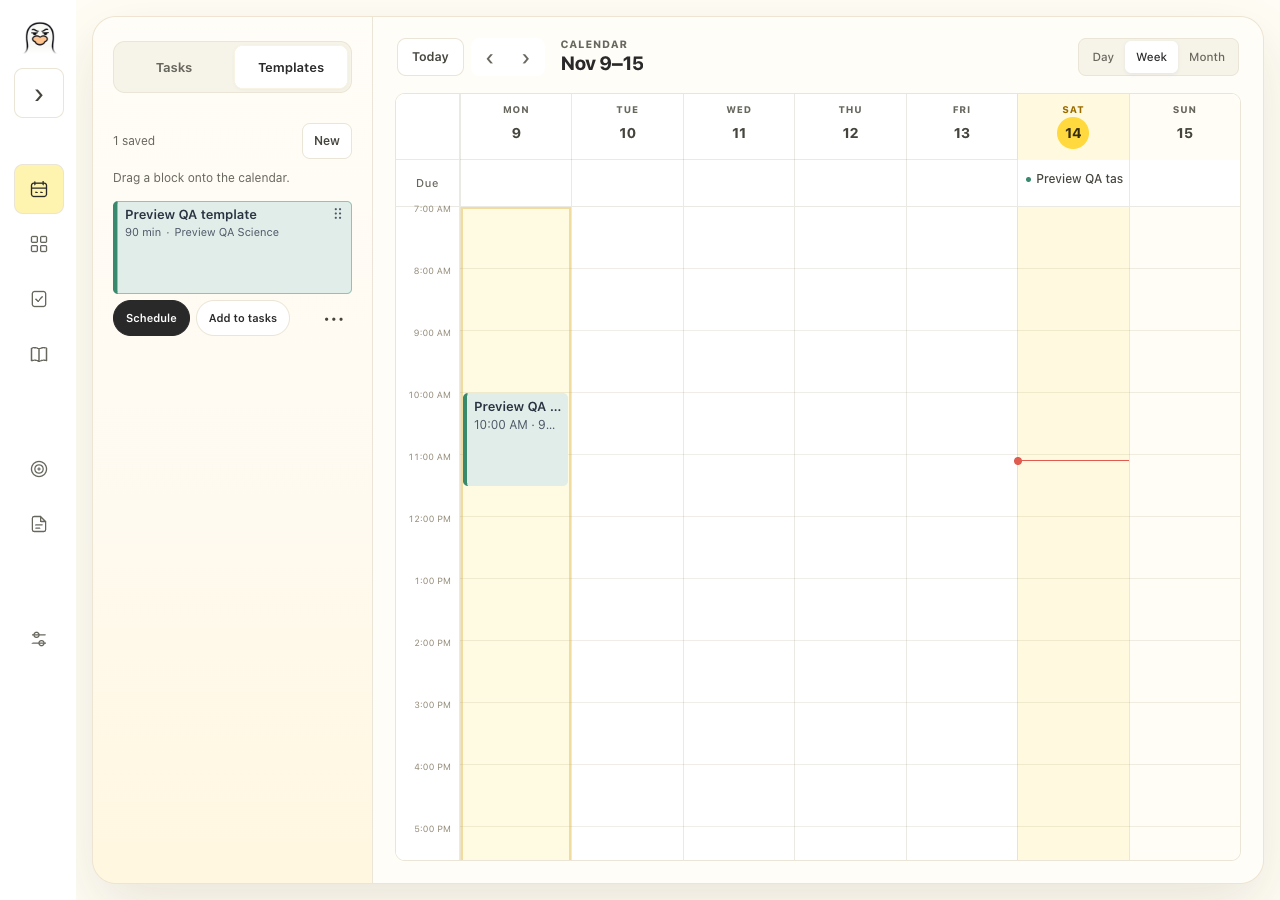 Tasks
Templates
1 saved
New
Drag a block onto the calendar.
Preview QA template
90 min · Preview QA Science
Schedule
Add to tasks
Today
CALENDAR
Nov 9–15
Day
Week
Month
MON
9
TUE
10
WED
11
THU
12
FRI
13
SAT
14
SUN
15
Due
Preview QA tas
7:00 AM
8:00 AM
9:00 AM
10:00 AM
Preview QA ...
10:00 AM · 9...
11:00 AM
12:00 PM
1:00 PM
2:00 PM
3:00 PM
4:00 PM
5:00 PM